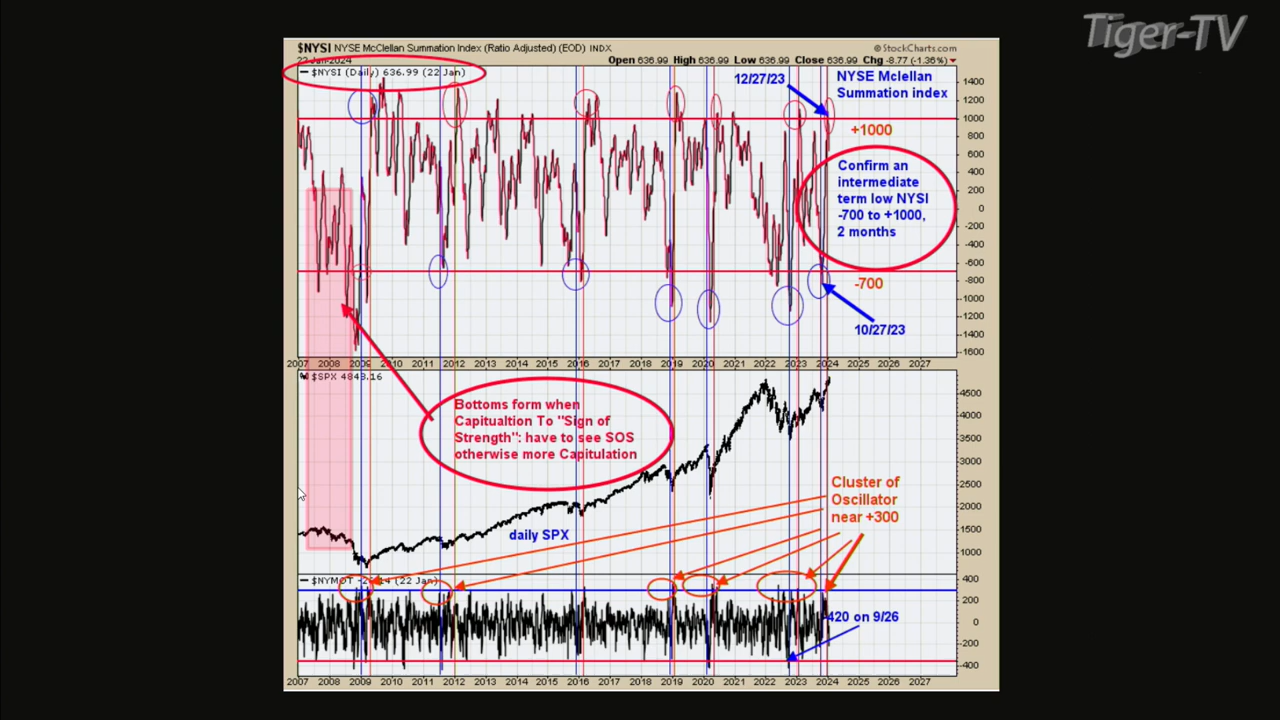 Tiger-TV
$NYSI NYSE McClellan Summation Index (Ratio Adjusted) (EOD) INDX
© StockCharts.com
22 Jan-2024
Open 636.99 High 636.99 Low 636.99 Close 636.99 Chg -8.77 (-1.36%)
$NYSI (Daily) 636.99 (22 Jan)
12/27/23
NYSE Mclellan
Summation index
1400
1200
1000
800
600
400
200
0
-200
-400
-600
-800
-1000
-1200
-1400
-1600
+1000
Confirm an
intermediate
term low NYSI
-700 to +1000,
2 months
-700
10/27/23
2007 2008 2009 2010 2011 2012 2013 2014 2015 2016 2017 2018 2019 2020 2021 2022 2023 2024 2025 2026 2027
$SPX 4848.16
Bottoms form when
Capitualtion To "Sign of
Strength": have to see SOS
otherwise more Capitulation
4500
4000
3500
3000
2500
2000
1500
1000
daily SPX
Cluster of
Oscillator
near +300
$NYMOT (22 Jan)
400
200
0
-200
-400
-420 on 9/26
2007 2008 2009 2010 2011 2012 2013 2014 2015 2016 2017 2018 2019 2020 2021 2022 2023 2024 2025 2026 2027